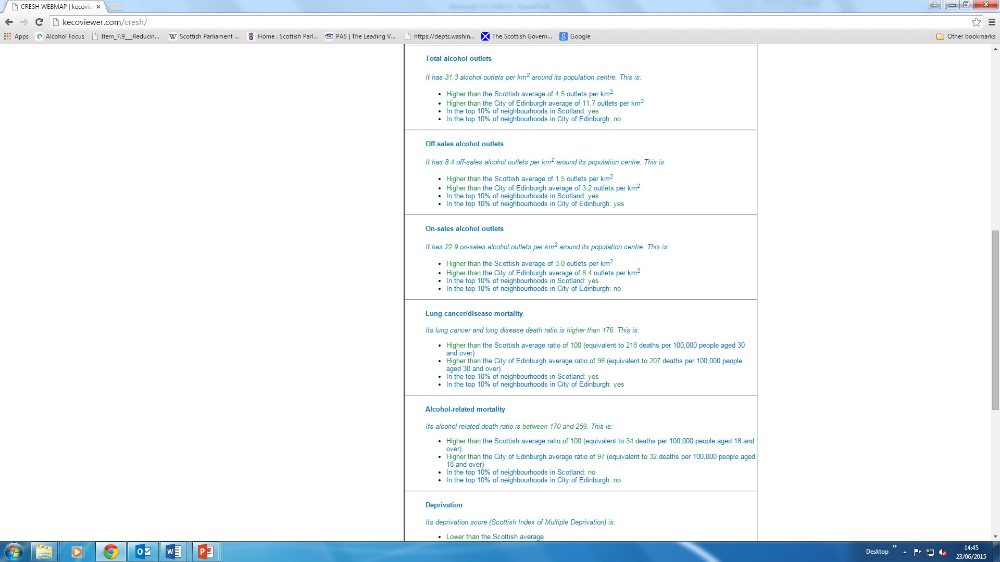 CRESH WEBMAP | kecovie
kecoviewer.com/cresh/
Apps Alcohol Focus Item_7.9___Reducin... Scottish Parliament ... Home : Scottish Parl... PAS | The Leading V... https://depts.washin... The Scottish Govern... Google Other bookmarks
Total alcohol outlets
It has 31.3 alcohol outlets per km2 around its population centre. This is:
• Higher than the Scottish average of 4.5 outlets per km2
• Higher than the City of Edinburgh average of 11.7 outlets per km2
• In the top 10% of neighbourhoods in Scotland: yes
• In the top 10% of neighbourhoods in City of Edinburgh: no
Off-sales alcohol outlets
It has 8.4 off-sales alcohol outlets per km2 around its population centre. This is:
• Higher than the Scottish average of 1.5 outlets per km2
• Higher than the City of Edinburgh average of 3.2 outlets per km2
• In the top 10% of neighbourhoods in Scotland: yes
• In the top 10% of neighbourhoods in City of Edinburgh: yes
On-sales alcohol outlets
It has 22.9 on-sales alcohol outlets per km2 around its population centre. This is:
• Higher than the Scottish average of 3.0 outlets per km2
• Higher than the City of Edinburgh average of 8.4 outlets per km2
• In the top 10% of neighbourhoods in Scotland: yes
• In the top 10% of neighbourhoods in City of Edinburgh: no
Lung cancer/disease mortality
Its lung cancer and lung disease death ratio is higher than 176. This is:
• Higher than the Scottish average ratio of 100 (equivalent to 218 deaths per 100,000 people aged 30
and over)
• Higher than the City of Edinburgh average ratio of 98 (equivalent to 207 deaths per 100,000 people
aged 30 and over)
• In the top 10% of neighbourhoods in Scotland: yes
• In the top 10% of neighbourhoods in City of Edinburgh: yes
Alcohol-related mortality
Its alcohol-related death ratio is between 170 and 259. This is:
• Higher than the Scottish average ratio of 100 (equivalent to 34 deaths per 100,000 people aged 18 and
over)
• Higher than the City of Edinburgh average ratio of 97 (equivalent to 32 deaths per 100,000 people aged
18 and over)
• In the top 10% of neighbourhoods in Scotland: no
• In the top 10% of neighbourhoods in City of Edinburgh: no
Deprivation
Its deprivation score (Scottish Index of Multiple Deprivation) is:
• Lower than the Scottish average
Desktop
14:45
23/06/2015